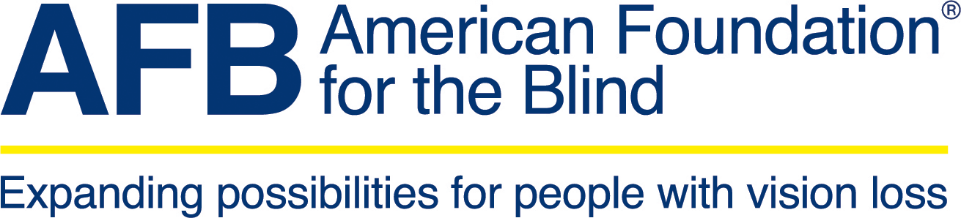 AFB American Foundation®
for the Blind
Expanding possibilities for people with vision loss